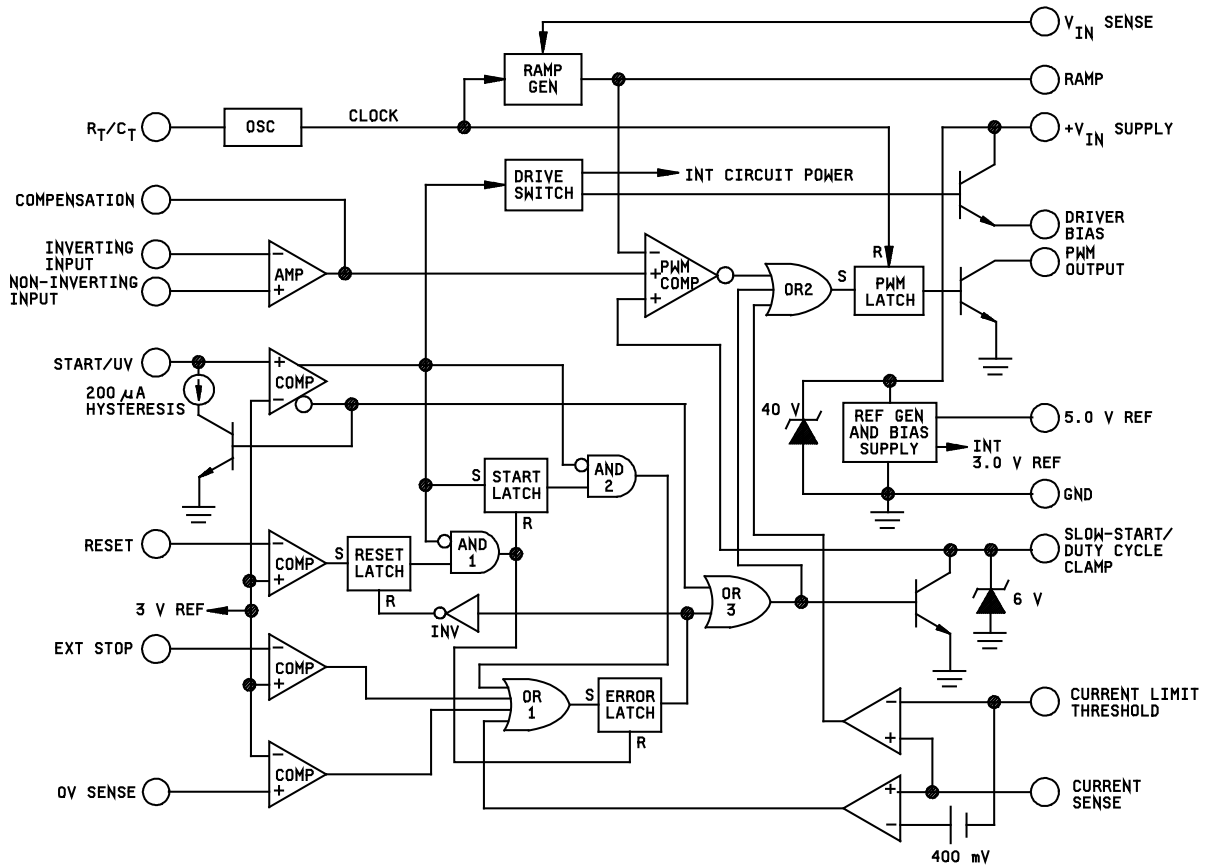 V_IN SENSE
RAMP
GEN
RAMP
R_T/C_T
OSC
CLOCK
+V_IN SUPPLY
DRIVE
SWITCH
INT CIRCUIT POWER
COMPENSATION
DRIVER
BIAS
INVERTING
INPUT
NON-INVERTING
INPUT
−
+
AMP
−
+
+
PWM
COMP
OR2
S
R
PWM
LATCH
PWM
OUTPUT
START/UV
+
−
COMP
200 μA
HYSTERESIS
40 V
REF GEN
AND BIAS
SUPPLY
5.0 V REF
INT
3.0 V REF
GND
S
START
LATCH
R
AND
2
RESET
−
+
COMP
S
RESET
LATCH
R
AND
1
SLOW-START/
DUTY CYCLE
CLAMP
3 V REF
INV
OR
3
6 V
EXT STOP
−
+
COMP
OR
1
S
ERROR
LATCH
R
−
+
CURRENT LIMIT
THRESHOLD
OV SENSE
−
+
COMP
+
−
CURRENT
SENSE
400 mV